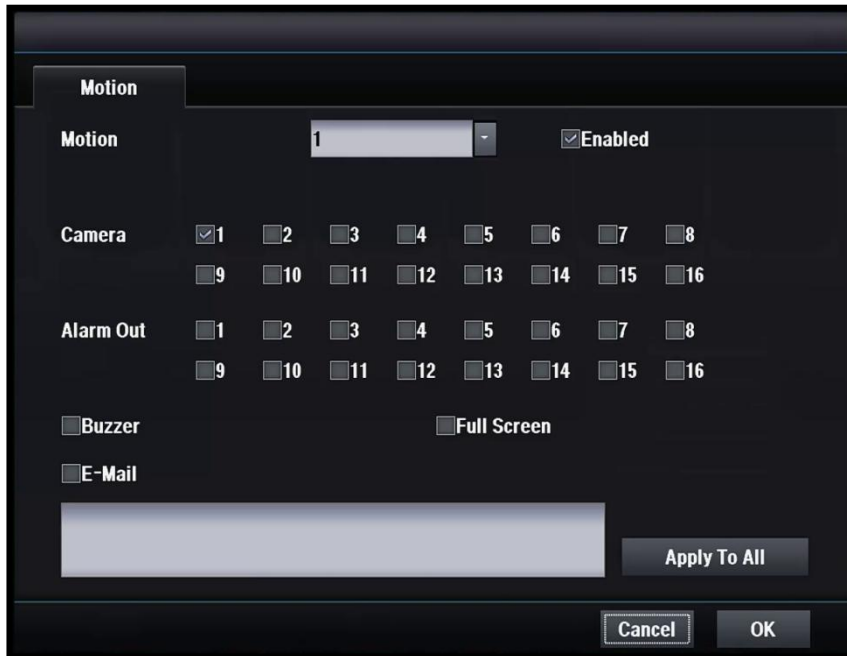 Motion
Motion 1 Enabled
Camera 1 2 3 4 5 6 7 8
9 10 11 12 13 14 15 16
Alarm Out 1 2 3 4 5 6 7 8
9 10 11 12 13 14 15 16
Buzzer Full Screen
E-Mail
Apply To All
Cancel OK